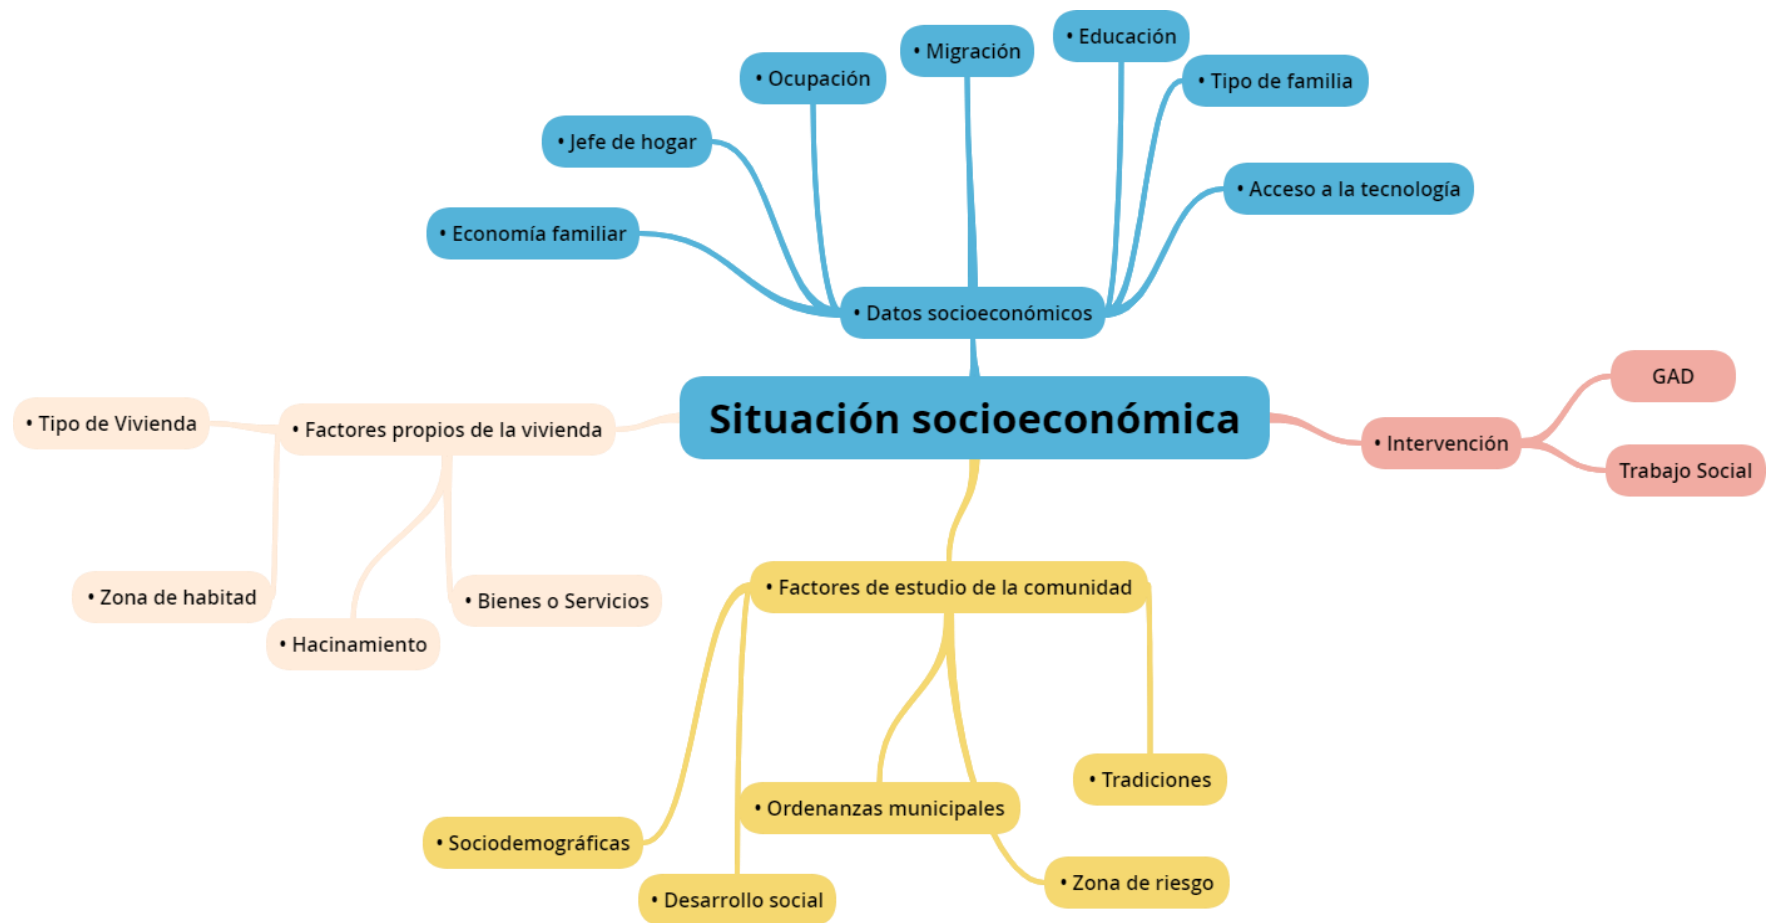 • Educación
• Migración
• Ocupación
• Tipo de familia
• Jefe de hogar
• Acceso a la tecnología
• Economía familiar
• Datos socioeconómicos
GAD
• Tipo de Vivienda
• Factores propios de la vivienda
Situación socioeconómica
• Intervención
Trabajo Social
• Zona de habitad
• Hacinamiento
• Bienes o Servicios
• Factores de estudio de la comunidad
• Tradiciones
• Ordenanzas municipales
• Sociodemográficas
• Desarrollo social
• Zona de riesgo